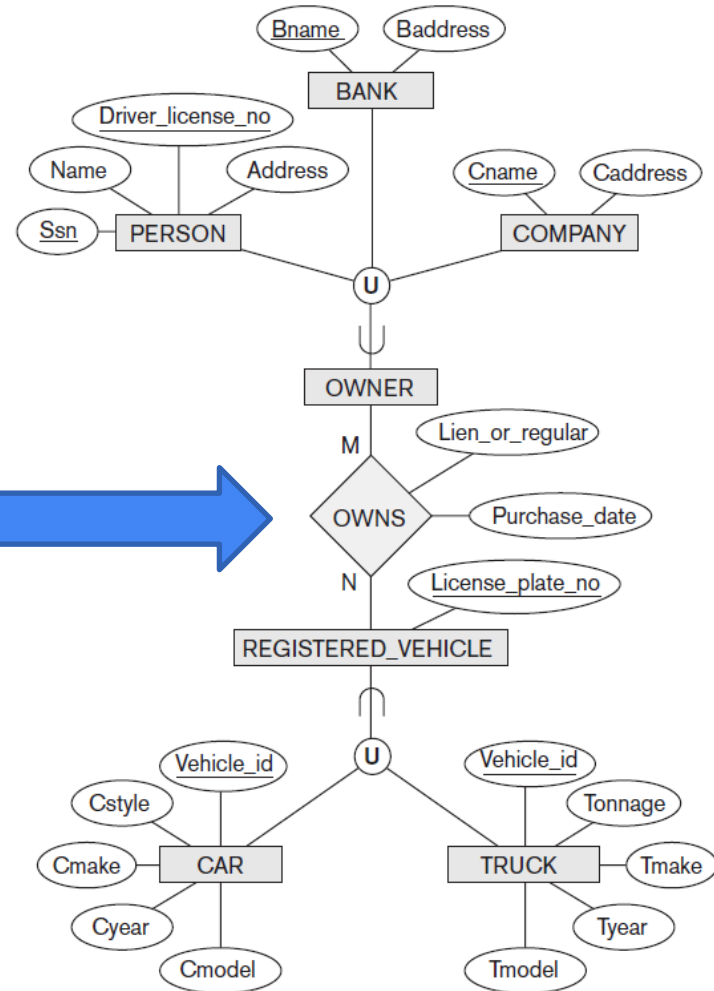 Bname
Baddress
BANK
Driver_license_no
Name
Address
Cname
Caddress
Ssn
PERSON
COMPANY
U
OWNER
M
Lien_or_regular
OWNS
Purchase_date
N
License_plate_no
REGISTERED_VEHICLE
U
Vehicle_id
Vehicle_id
Cstyle
Tonnage
Cmake
CAR
TRUCK
Tmake
Cyear
Tyear
Cmodel
Tmodel